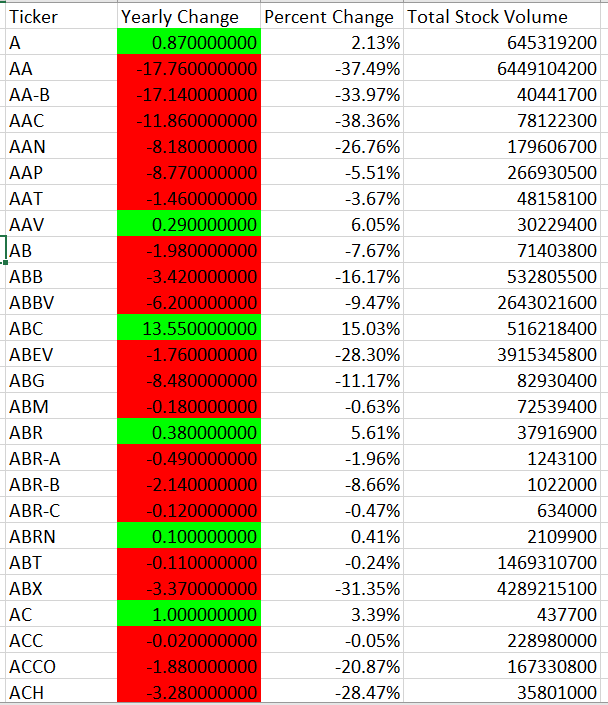 Ticker Yearly Change Percent Change Total Stock Volume
A 0.870000000 2.13% 645319200
AA -17.760000000 -37.49% 6449104200
AA-B -17.140000000 -33.97% 40441700
AAC -11.860000000 -38.36% 78122300
AAN -8.180000000 -26.76% 179606700
AAP -8.770000000 -5.51% 266930500
AAT -1.460000000 -3.67% 48158100
AAV 0.290000000 6.05% 30229400
AB -1.980000000 -7.67% 71403800
ABB -3.420000000 -16.17% 532805500
ABBV -6.200000000 -9.47% 2643021600
ABC 13.550000000 15.03% 516218400
ABEV -1.760000000 -28.30% 3915345800
ABG -8.480000000 -11.17% 82930400
ABM -0.180000000 -0.63% 72539400
ABR 0.380000000 5.61% 37916900
ABR-A -0.490000000 -1.96% 1243100
ABR-B -2.140000000 -8.66% 1022000
ABR-C -0.120000000 -0.47% 634000
ABRN 0.100000000 0.41% 2109900
ABT -0.110000000 -0.24% 1469310700
ABX -3.370000000 -31.35% 4289215100
AC 1.000000000 3.39% 437700
ACC -0.020000000 -0.05% 228980000
ACCO -1.880000000 -20.87% 167330800
ACH -3.280000000 -28.47% 35801000